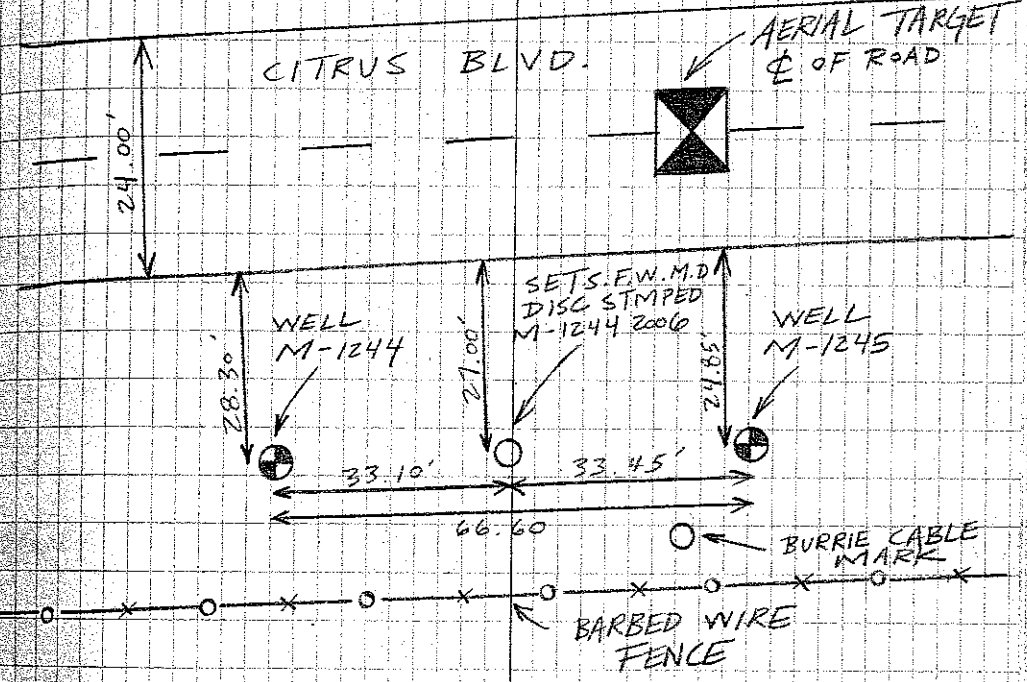 CITRUS BLVD.
AERIAL TARGET
℄ OF ROAD
24.00'
SET S.F.W.M.D
DISC STMPED
M-1244 2006
WELL
M-1244
WELL
M-1245
28.30'
27.00'
24.85'
33.10'
33.45'
66.60
BURRIE CABLE
MARK
BARBED WIRE
FENCE